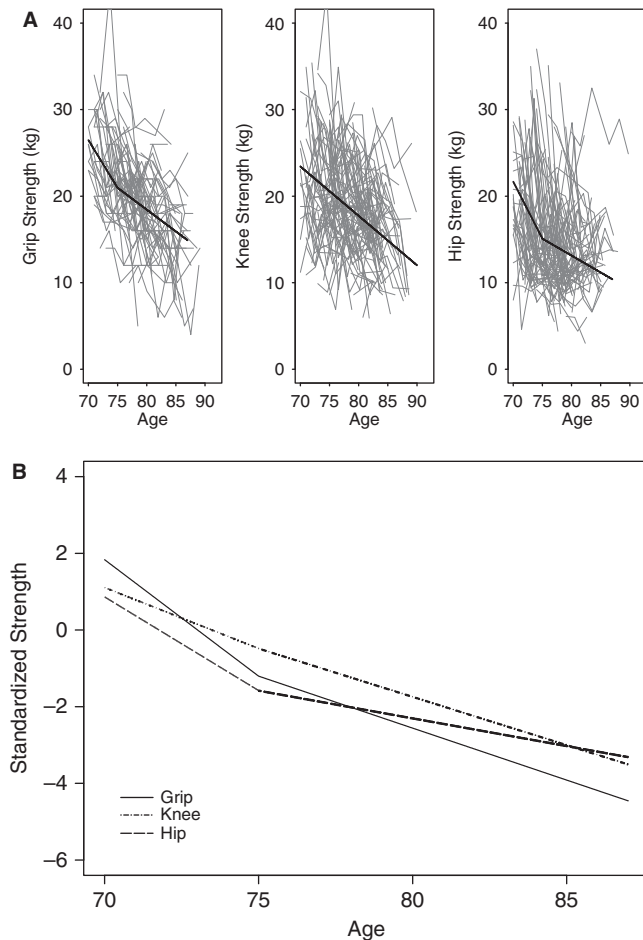 A
Grip Strength (kg)
40
30
20
10
0
70 75 80 85 90
Age
Knee Strength (kg)
40
30
20
10
0
70 75 80 85 90
Age
Hip Strength (kg)
40
30
20
10
0
70 75 80 85 90
Age
B
Standardized Strength
4
2
0
–2
–4
–6
Grip
Knee
Hip
70 75 80 85
Age